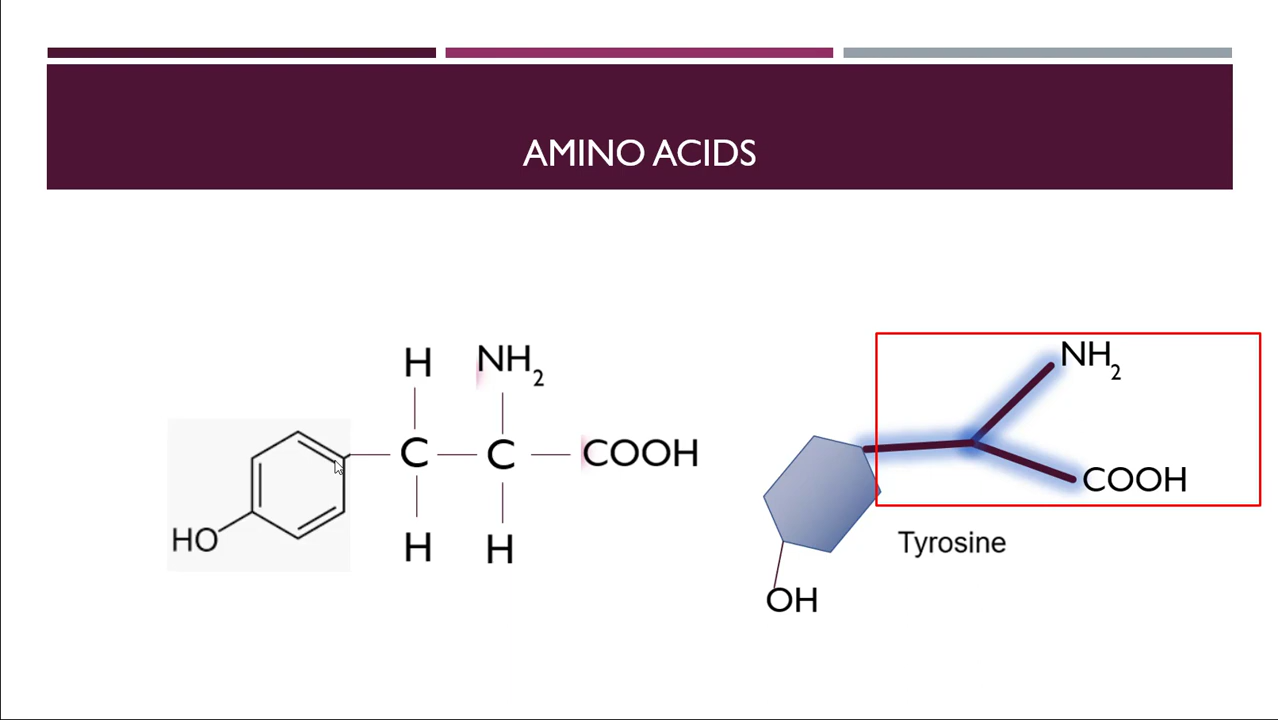 AMINO ACIDS
H NH2
C C COOH
HO
H H
NH2
COOH
Tyrosine
OH